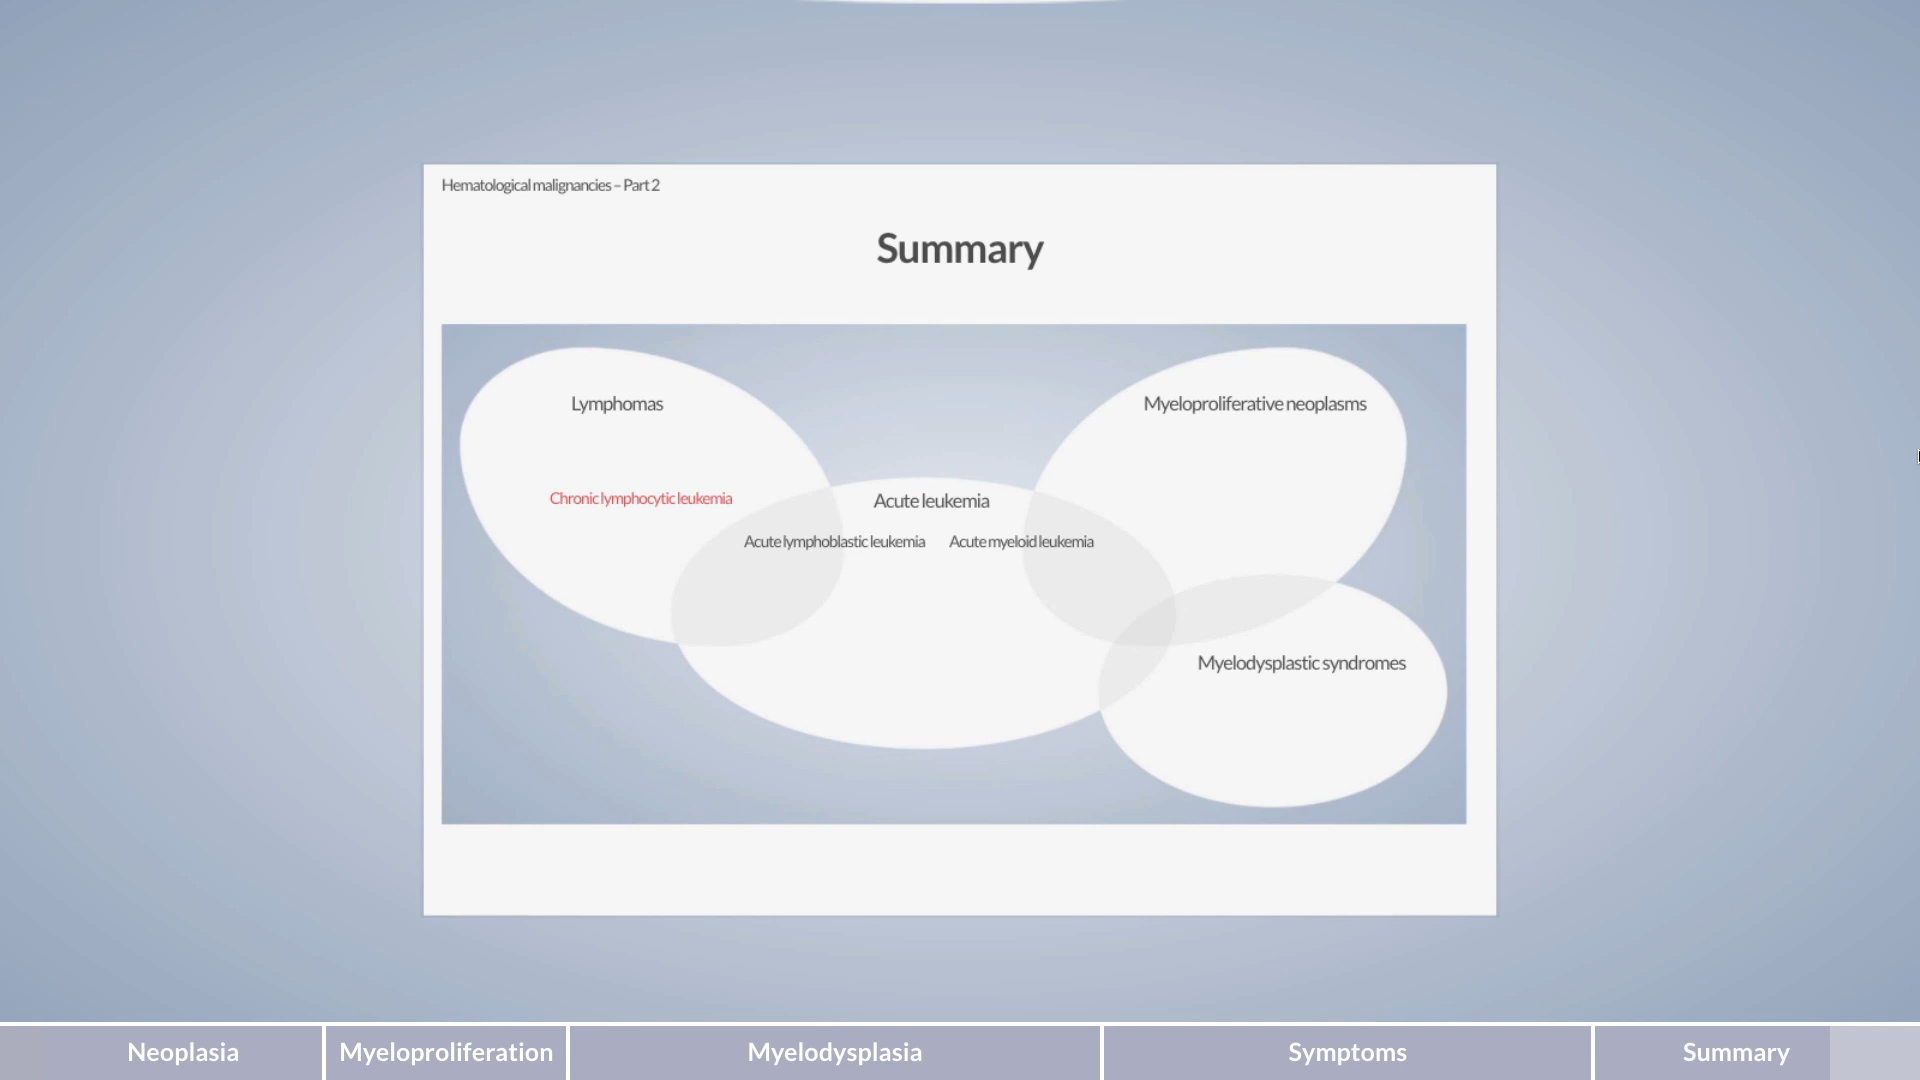 Hematological malignancies – Part 2
Summary
Lymphomas
Myeloproliferative neoplasms
Chronic lymphocytic leukemia
Acute leukemia
Acute lymphoblastic leukemia
Acute myeloid leukemia
Myelodysplastic syndromes
Neoplasia
Myeloproliferation
Myelodysplasia
Symptoms
Summary